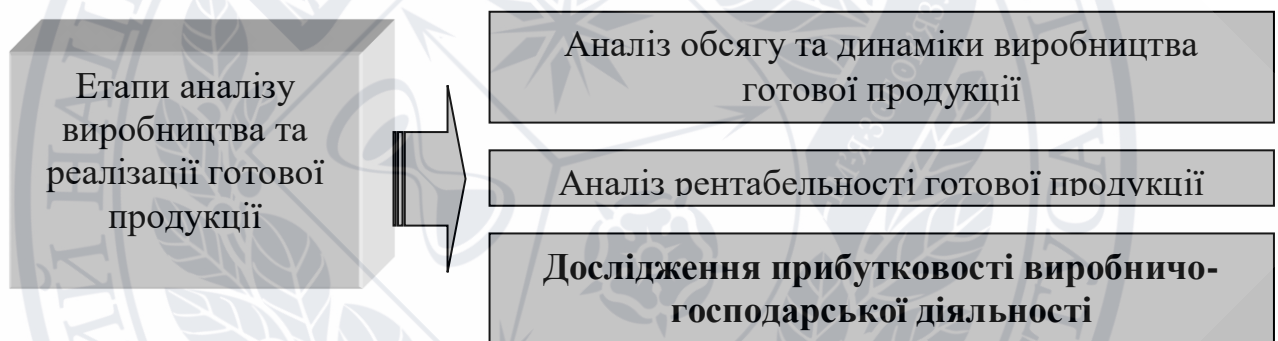 Етапи аналізу
виробництва та
реалізації готової
продукції
Аналіз обсягу та динаміки виробництва
готової продукції
Аналіз рентабельності готової продукції
Дослідження прибутковості виробничо-
господарської діяльності